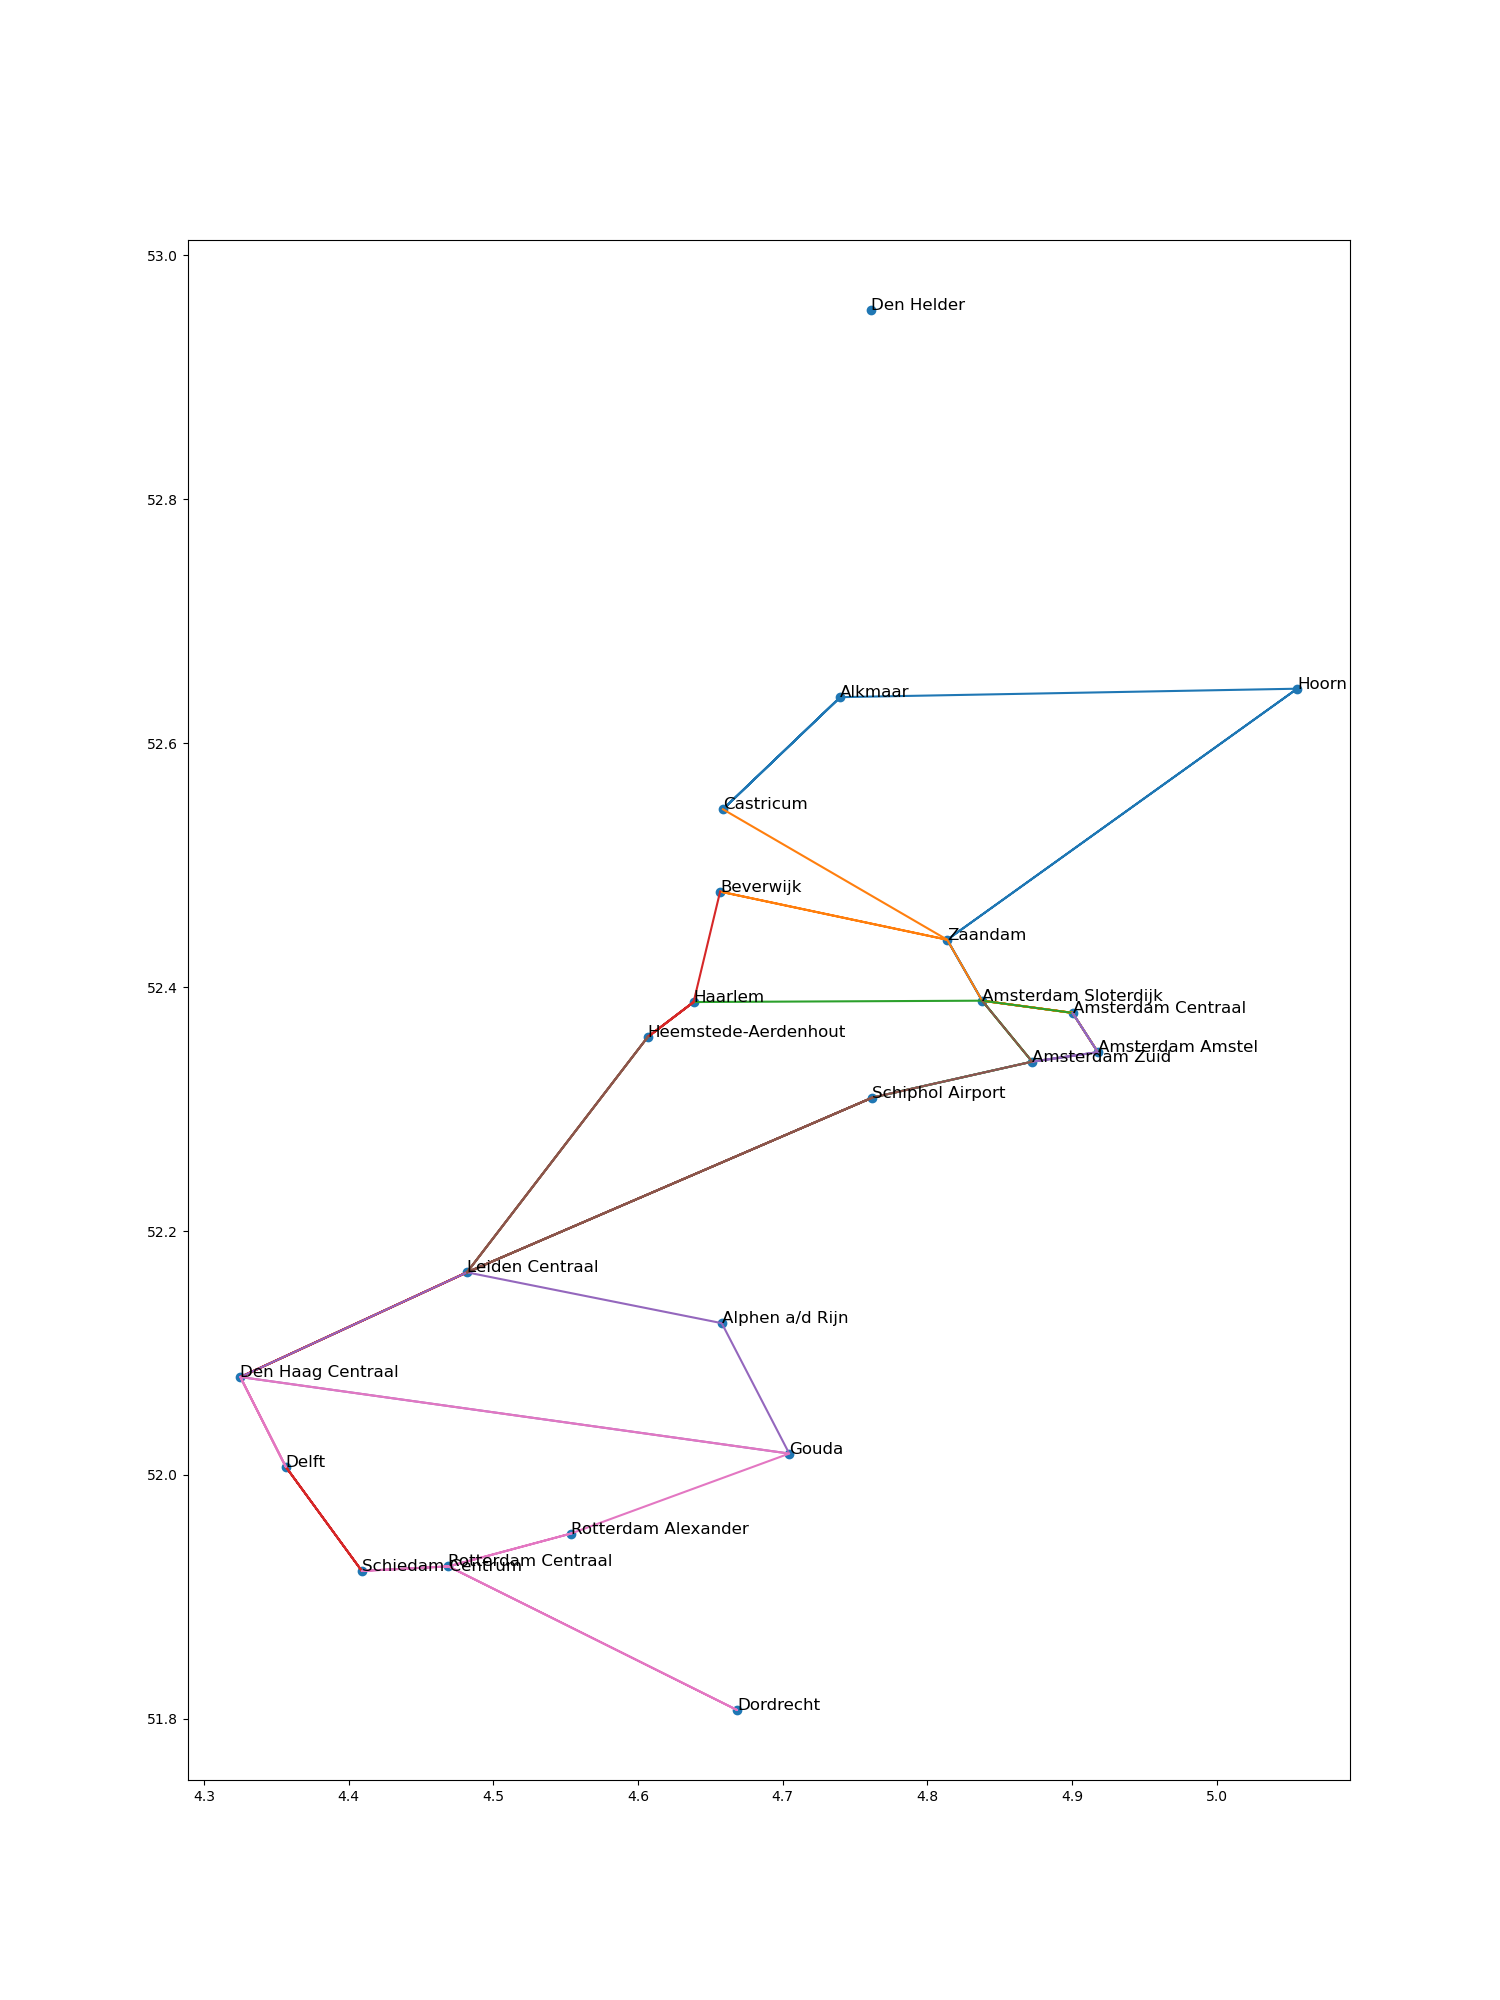 53.0
Den Helder
52.8
Alkmaar
Hoorn
52.6
Castricum
Beverwijk
Zaandam
52.4
Haarlem
Amsterdam Sloterdijk
Amsterdam Centraal
Heemstede-Aerdenhout
Amsterdam Amstel
Amsterdam Zuid
Schiphol Airport
52.2
Leiden Centraal
Alphen a/d Rijn
Den Haag Centraal
Gouda
Delft
52.0
Rotterdam Alexander
Rotterdam Centraal
Schiedam Centrum
Dordrecht
51.8
4.3 4.4 4.5 4.6 4.7 4.8 4.9 5.0